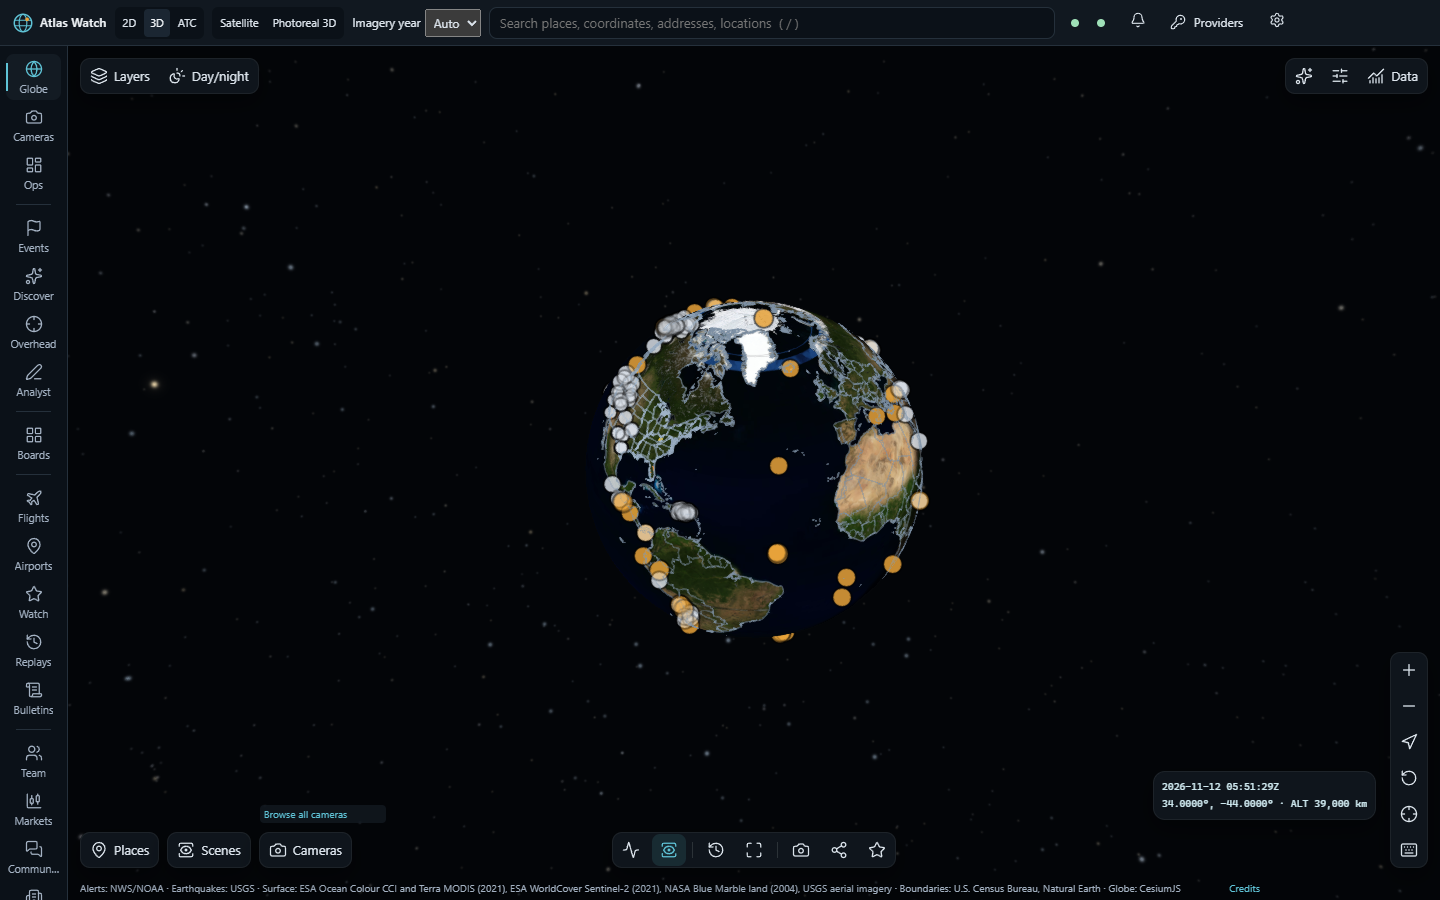 Atlas Watch 2D 3D ATC Satellite Photoreal 3D Imagery year Auto Search places, coordinates, addresses, locations ( / ) Providers
Layers Day/night Data
Globe
Cameras
Ops
Events
Discover
Overhead
Analyst
Boards
Flights
Airports
Watch
Replays
Bulletins
Team
Markets
Commun...
2026-11-12 05:51:29Z
34.0000°, -44.0000° · ALT 39,000 km
Browse all cameras
Places Scenes Cameras
Alerts: NWS/NOAA · Earthquakes: USGS · Surface: ESA Ocean Colour CCI and Terra MODIS (2021), ESA WorldCover Sentinel-2 (2021), NASA Blue Marble land (2004), USGS aerial imagery · Boundaries: U.S. Census Bureau, Natural Earth · Globe: CesiumJS Credits